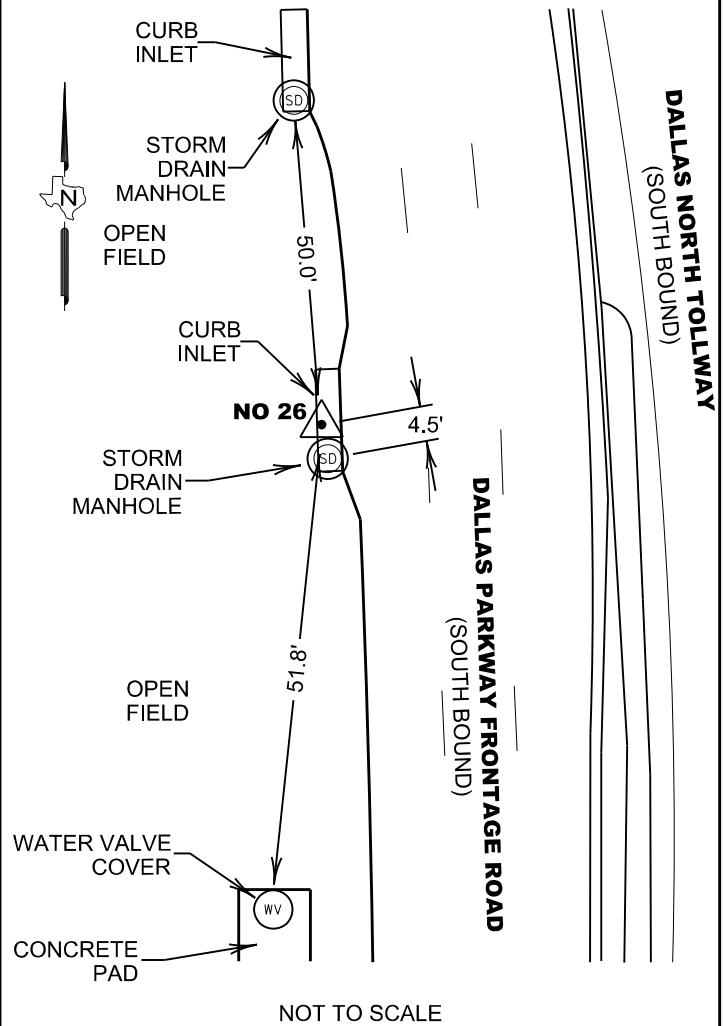 CURB
INLET
SD
STORM
DRAIN
MANHOLE
N
OPEN
FIELD
50.0'
DALLAS NORTH TOLLWAY
(SOUTH BOUND)
CURB
INLET
NO 26
4.5'
SD
STORM
DRAIN
MANHOLE
DALLAS PARKWAY FRONTAGE ROAD
(SOUTH BOUND)
51.8'
OPEN
FIELD
WATER VALVE
COVER
WV
CONCRETE
PAD
NOT TO SCALE